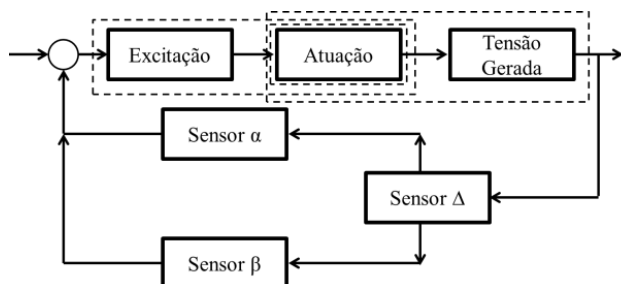 Excitação
Atuação
Tensão
Gerada
Sensor α
Sensor Δ
Sensor β